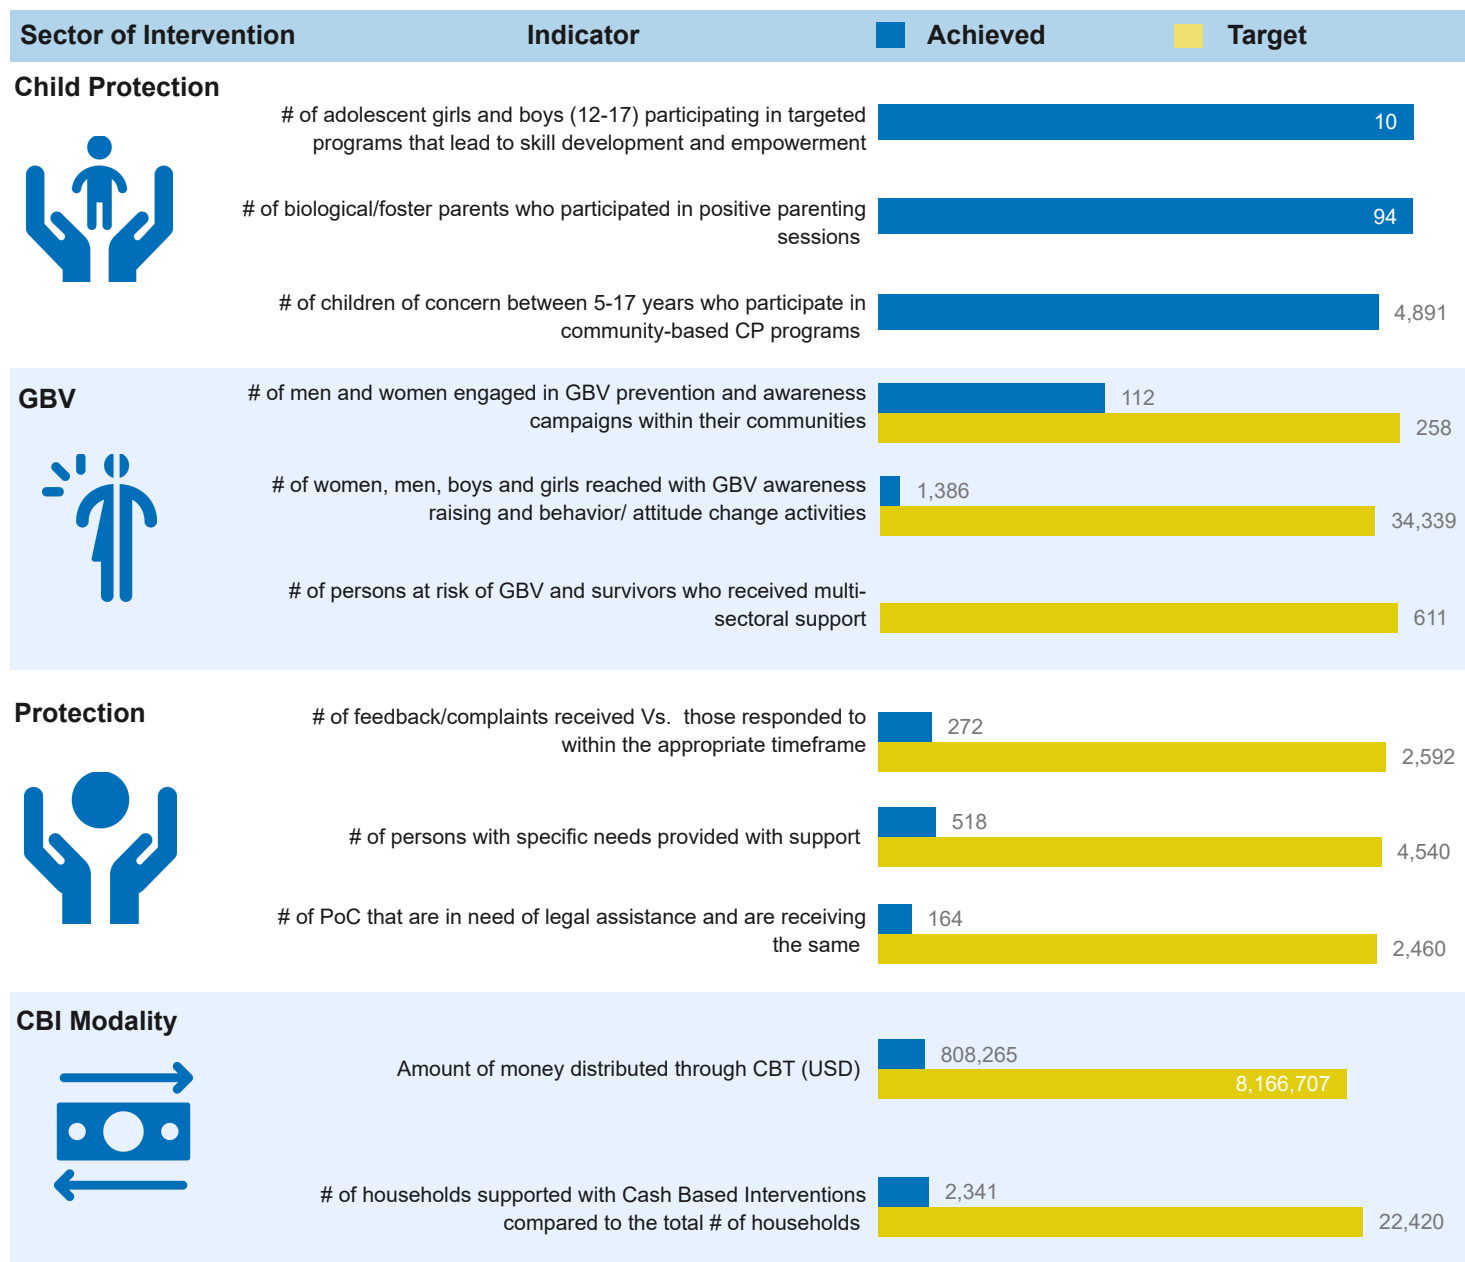 Sector of Intervention Indicator Achieved Target
Child Protection
# of adolescent girls and boys (12-17) participating in targeted
programs that lead to skill development and empowerment
10
# of biological/foster parents who participated in positive parenting
sessions
94
# of children of concern between 5-17 years who participate in
community-based CP programs
4,891
GBV
# of men and women engaged in GBV prevention and awareness
campaigns within their communities
112
258
# of women, men, boys and girls reached with GBV awareness
raising and behavior/ attitude change activities
1,386
34,339
# of persons at risk of GBV and survivors who received multi-
sectoral support
611
Protection
# of feedback/complaints received Vs.  those responded to
within the appropriate timeframe
272
2,592
# of persons with specific needs provided with support
518
4,540
# of PoC that are in need of legal assistance and are receiving
the same
164
2,460
CBI Modality
Amount of money distributed through CBT (USD)
808,265
8,166,707
# of households supported with Cash Based Interventions
compared to the total # of households
2,341
22,420